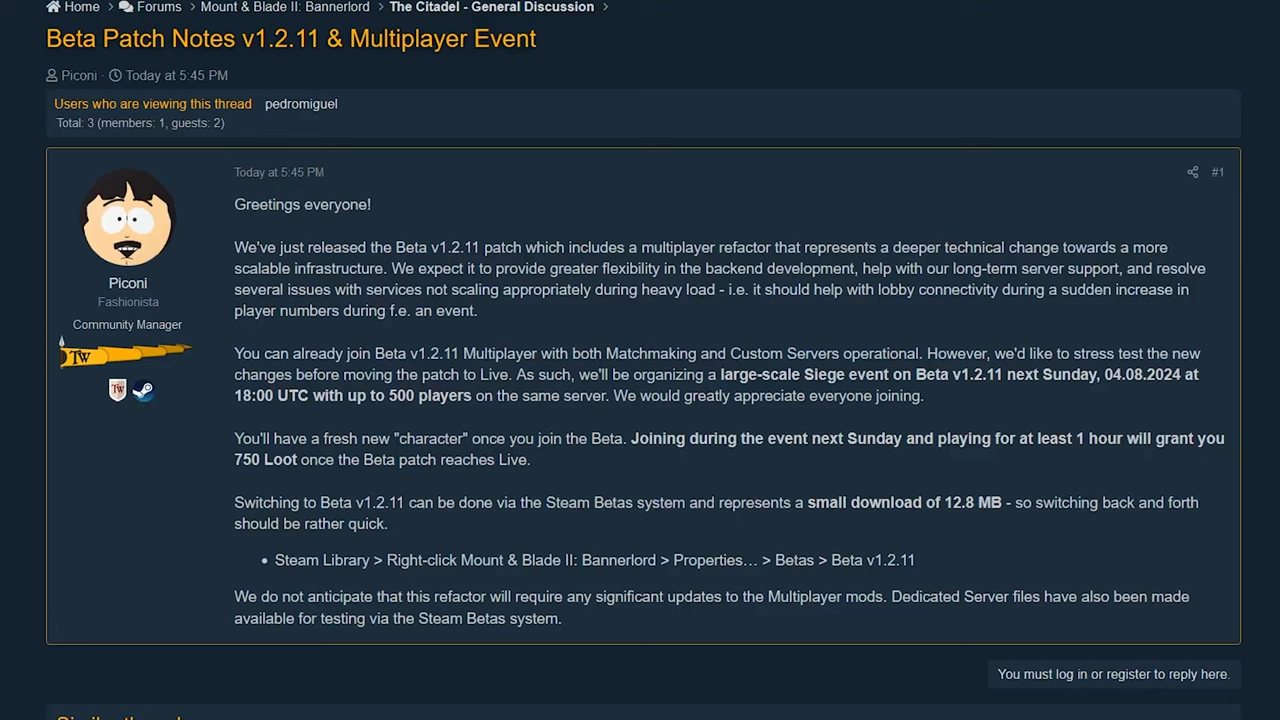 Home > Forums > Mount & Blade II: Bannerlord > The Citadel - General Discussion >
Beta Patch Notes v1.2.11 & Multiplayer Event
Piconi · Today at 5:45 PM
Users who are viewing this thread pedromiguel
Total: 3 (members: 1, guests: 2)
Today at 5:45 PM #1
Greetings everyone!
We've just released the Beta v1.2.11 patch which includes a multiplayer refactor that represents a deeper technical change towards a more
scalable infrastructure. We expect it to provide greater flexibility in the backend development, help with our long-term server support, and resolve
several issues with services not scaling appropriately during heavy load - i.e. it should help with lobby connectivity during a sudden increase in
player numbers during f.e. an event.
Piconi
Fashionista
Community Manager
TW
TW
You can already join Beta v1.2.11 Multiplayer with both Matchmaking and Custom Servers operational. However, we'd like to stress test the new
changes before moving the patch to Live. As such, we'll be organizing a large-scale Siege event on Beta v1.2.11 next Sunday, 04.08.2024 at
18:00 UTC with up to 500 players on the same server. We would greatly appreciate everyone joining.
You'll have a fresh new "character" once you join the Beta. Joining during the event next Sunday and playing for at least 1 hour will grant you
750 Loot once the Beta patch reaches Live.
Switching to Beta v1.2.11 can be done via the Steam Betas system and represents a small download of 12.8 MB - so switching back and forth
should be rather quick.
• Steam Library > Right-click Mount & Blade II: Bannerlord > Properties… > Betas > Beta v1.2.11
We do not anticipate that this refactor will require any significant updates to the Multiplayer mods. Dedicated Server files have also been made
available for testing via the Steam Betas system.
You must log in or register to reply here.